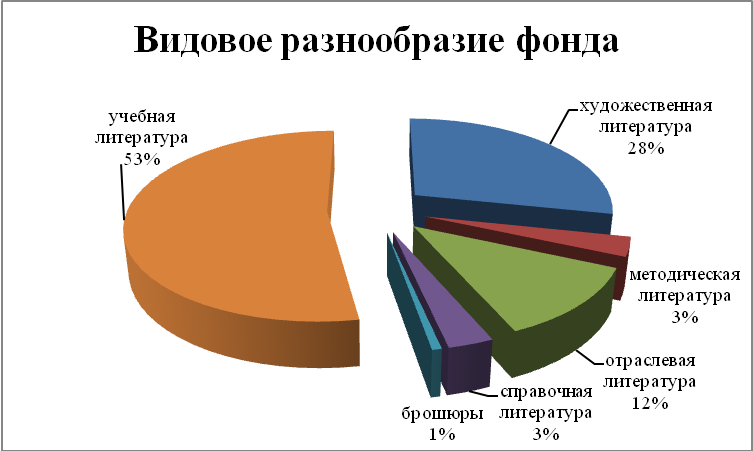 Видовое разнообразие фонда
учебная
литература
53%
художественная
литература
28%
методическая
литература
3%
отраслевая
литература
12%
справочная
литература
3%
брошюры
1%